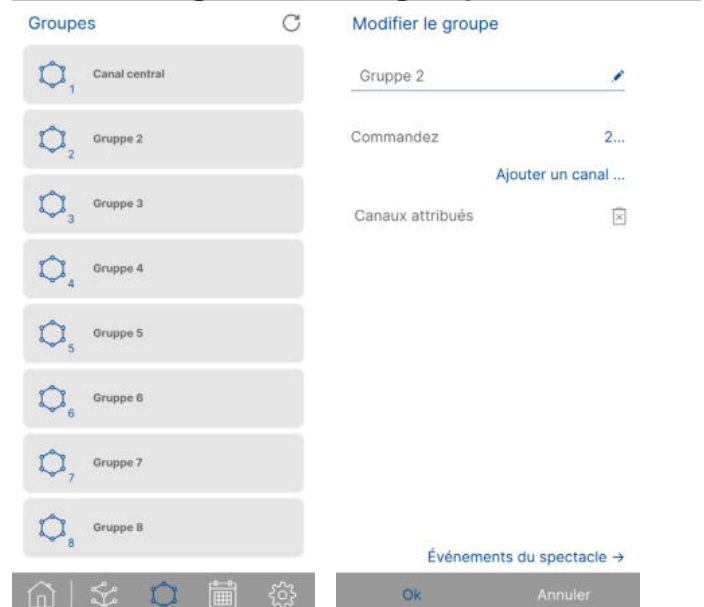 Groupes
Canal central
1
Gruppe 2
2
Gruppe 3
3
Gruppe 4
4
Gruppe 5
5
Gruppe 6
6
Gruppe 7
7
Gruppe 8
8
Modifier le groupe
Gruppe 2
Commandez 2...
Ajouter un canal ...
Canaux attribués
Événements du spectacle →
Ok Annuler